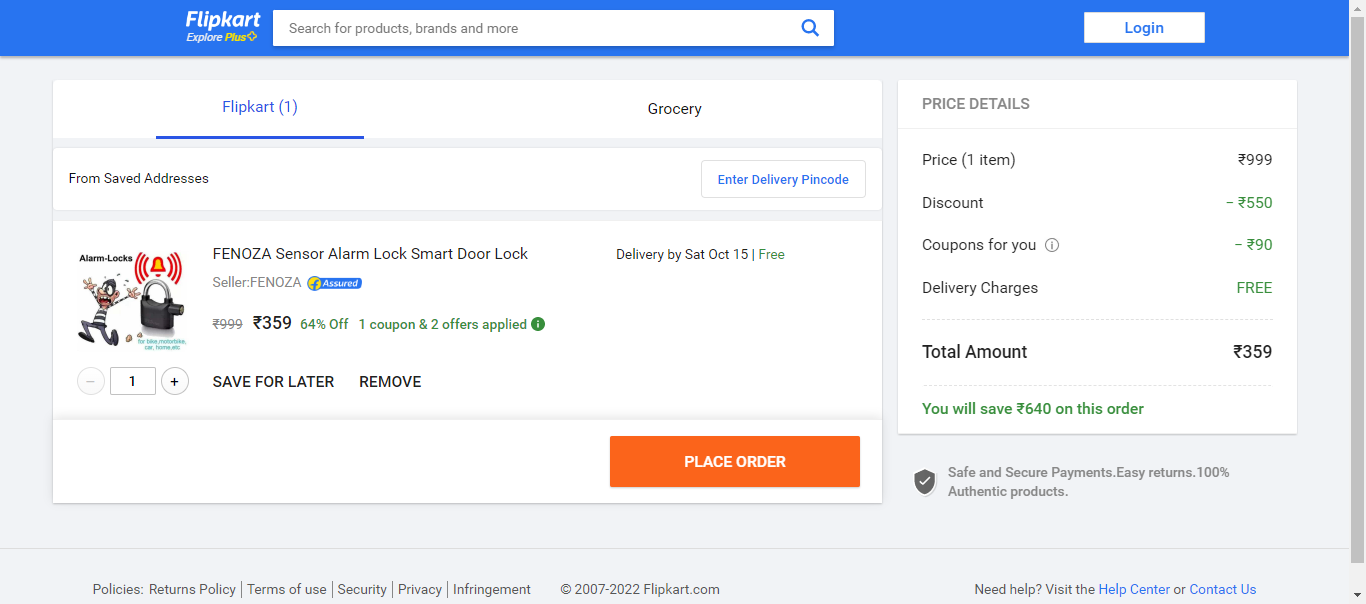 Flipkart
Explore Plus
Search for products, brands and more
Login
Flipkart (1)
Grocery
From Saved Addresses
Enter Delivery Pincode
Alarm-Locks
for bike,motorbike,
car, home,etc
FENOZA Sensor Alarm Lock Smart Door Lock
Seller:FENOZA
f Assured
₹999 ₹359 64% Off 1 coupon & 2 offers applied
Delivery by Sat Oct 15 | Free
− 1 +
SAVE FOR LATER REMOVE
PLACE ORDER
PRICE DETAILS
Price (1 item) ₹999
Discount − ₹550
Coupons for you − ₹90
Delivery Charges FREE
Total Amount ₹359
You will save ₹640 on this order
Safe and Secure Payments.Easy returns.100%
Authentic products.
Policies: Returns Policy | Terms of use | Security | Privacy | Infringement © 2007-2022 Flipkart.com Need help? Visit the Help Center or Contact Us